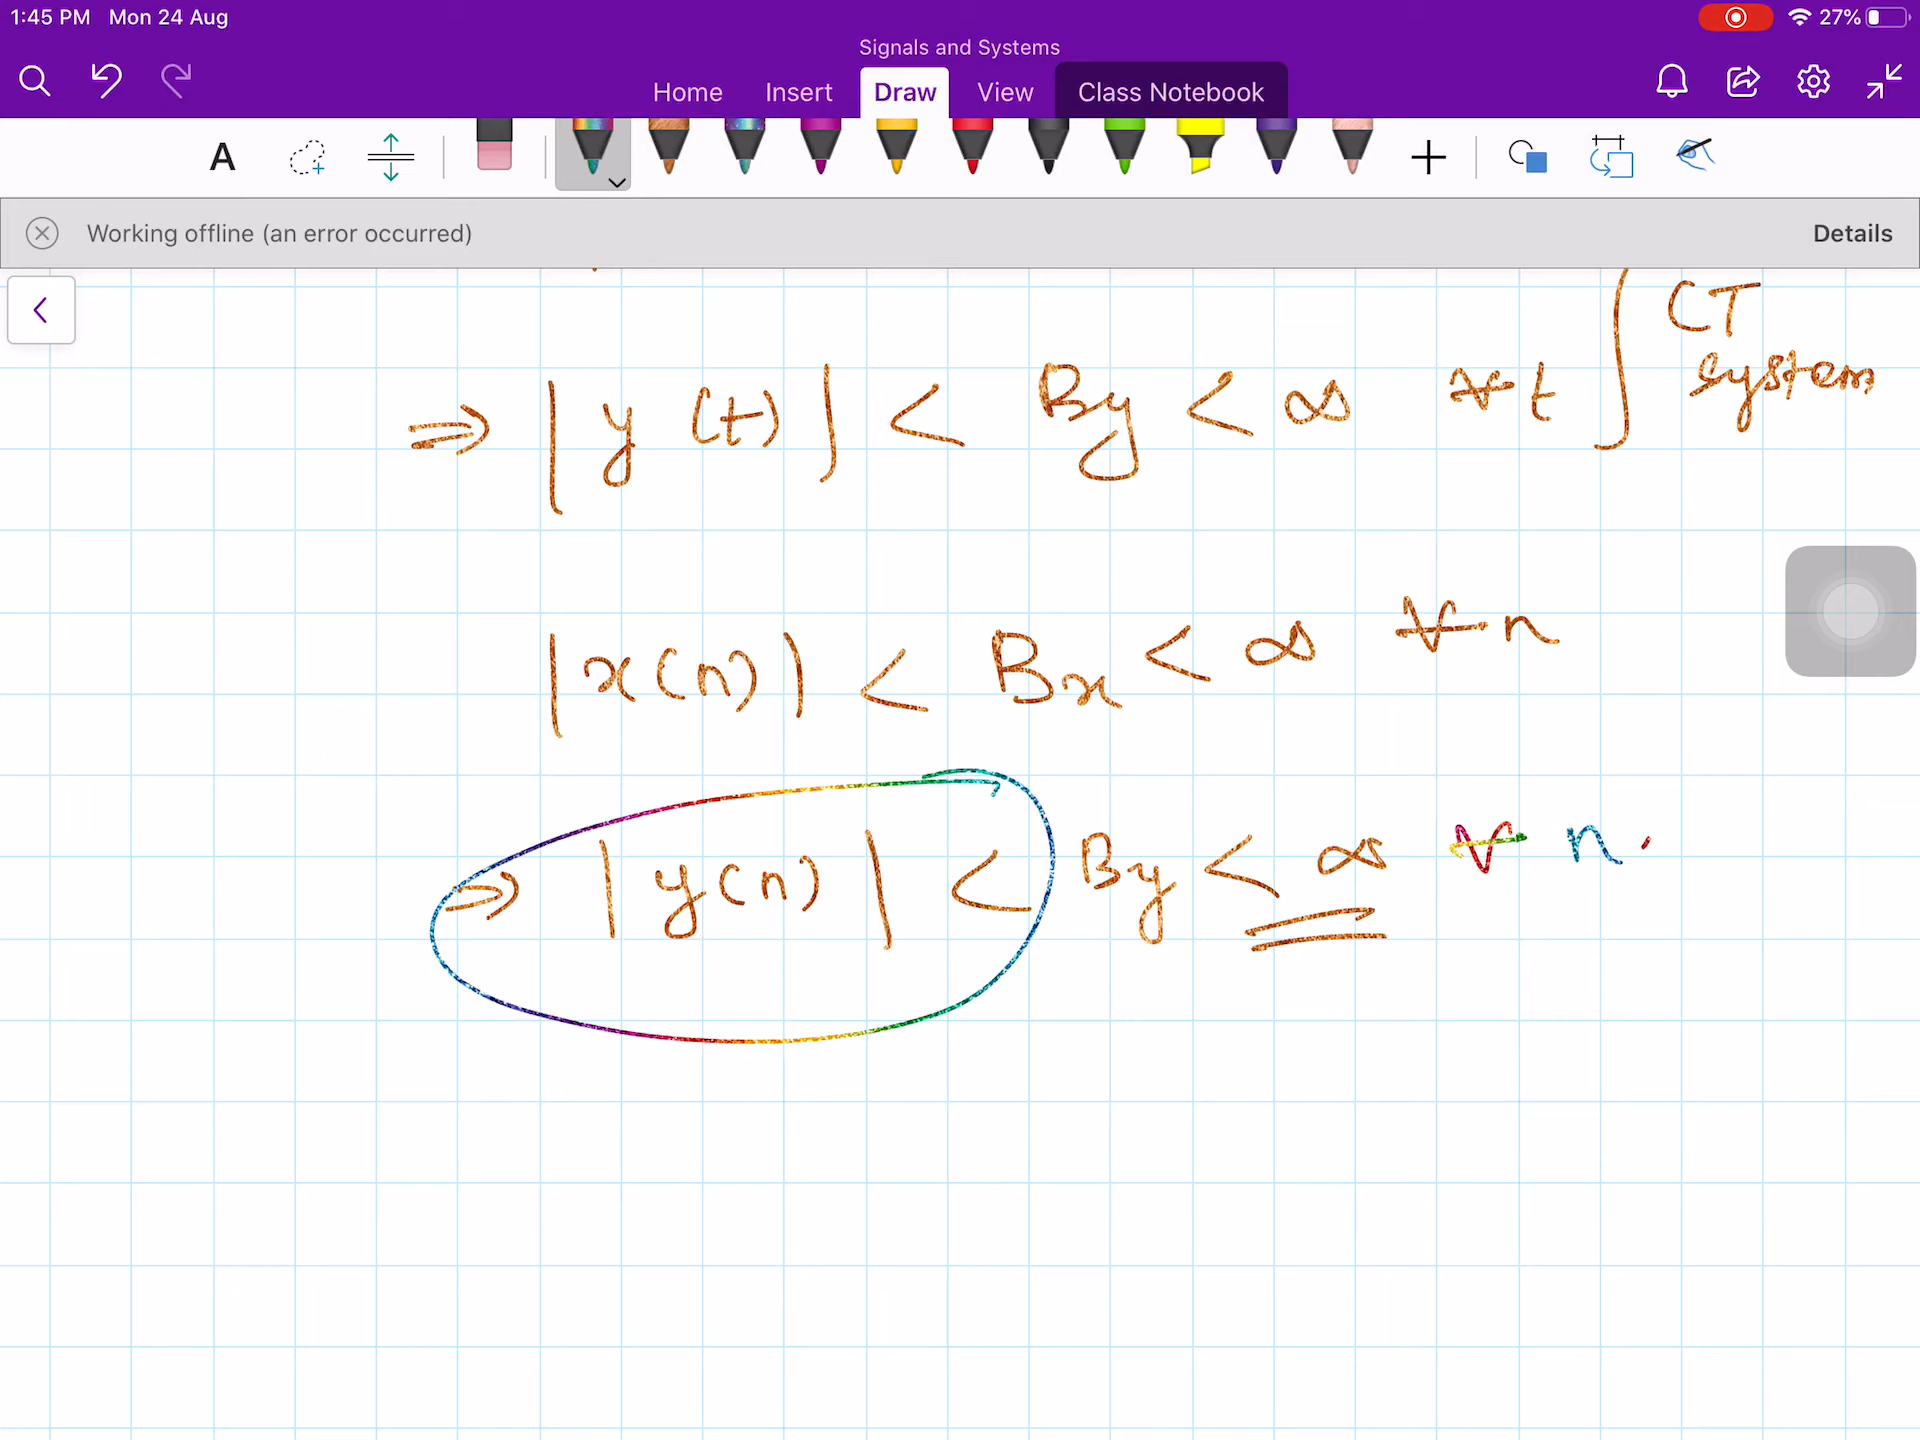 1:45 PM Mon 24 Aug 27%
Signals and Systems
Home Insert Draw View Class Notebook
A
Working offline (an error occurred) Details
CT
system
⇒ |y(t)| < By < ∞ ∀ t
|x(n)| < Bx < ∞ ∀ n
⇒ |y(n)| < By < ∞ ∀ n.